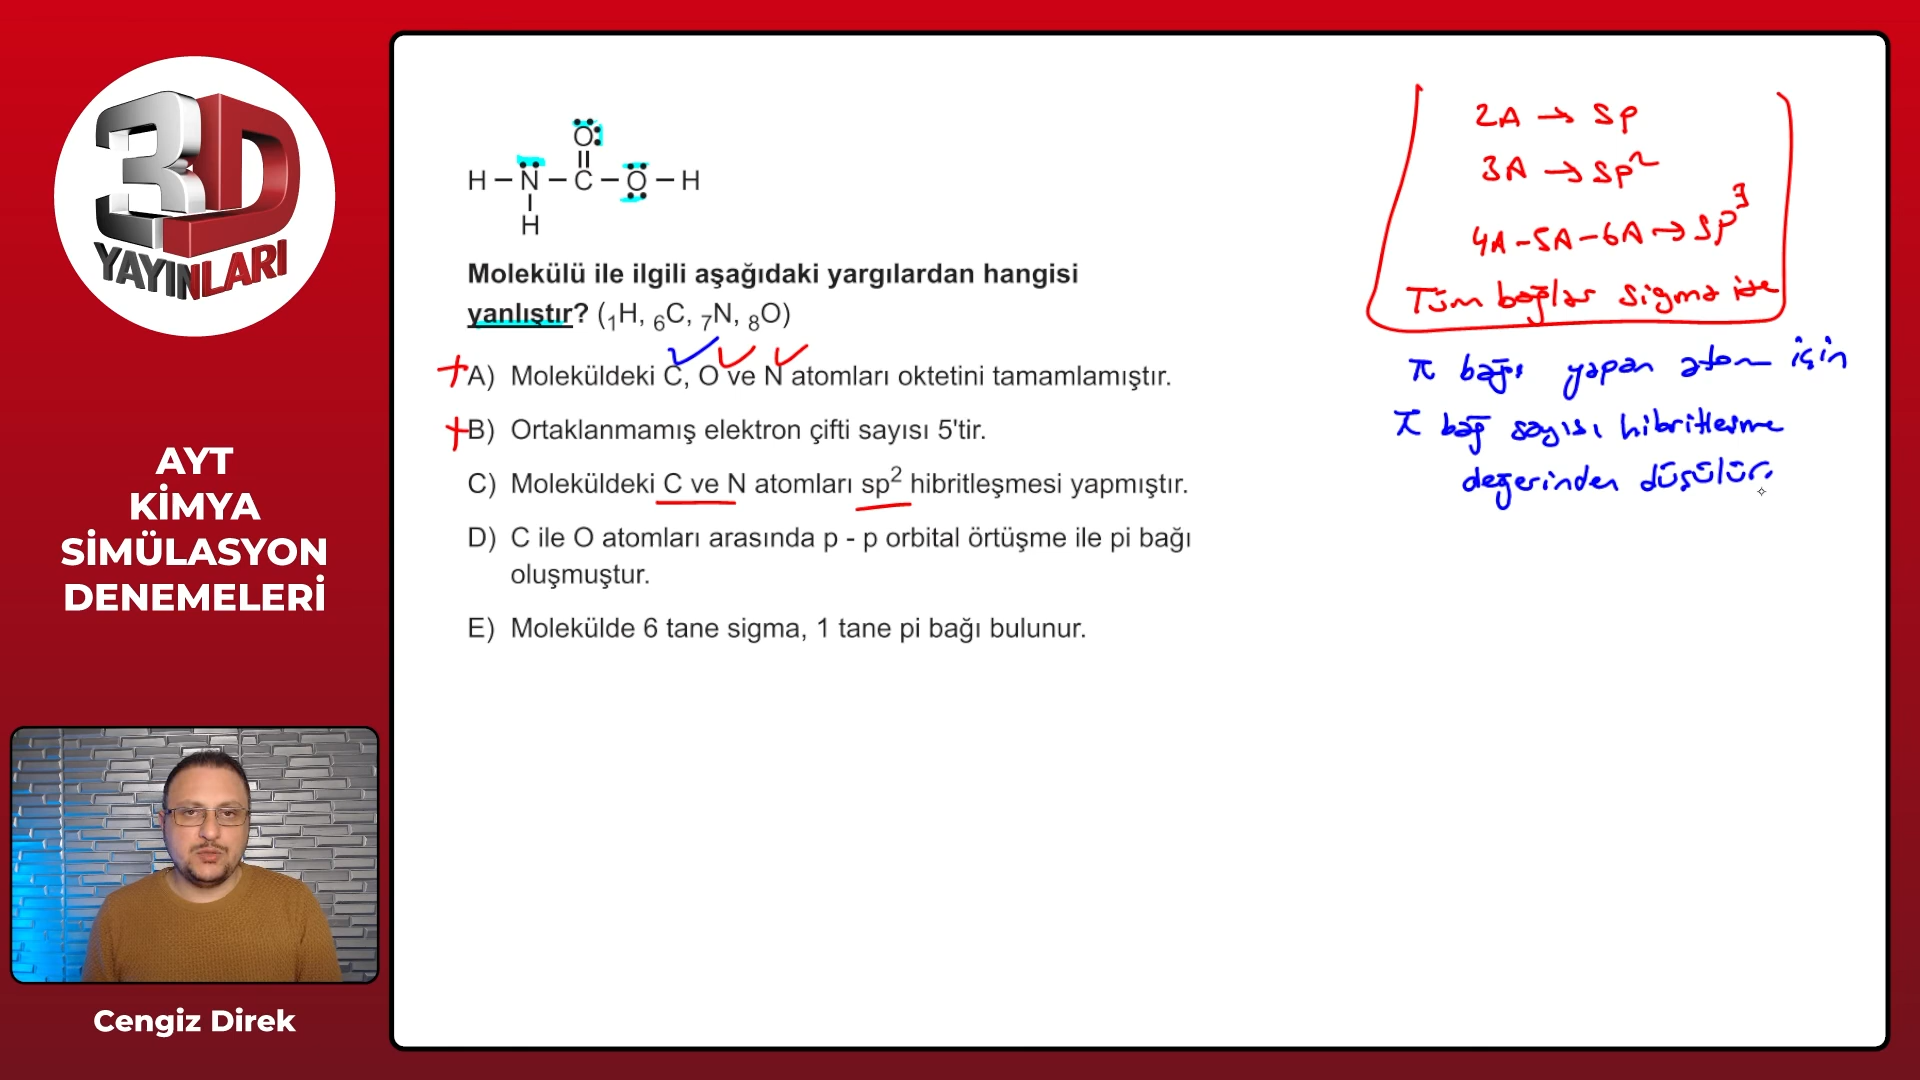 3D
YAYINLARI
AYT
KİMYA
SİMÜLASYON
DENEMELERİ
Cengiz Direk
O
H – N – C – O – H
H
Molekülü ile ilgili aşağıdaki yargılardan hangisi
yanlıştır? (₁H, ₆C, ₇N, ₈O)
A) Moleküldeki C, O ve N atomları oktetini tamamlamıştır.
B) Ortaklanmamış elektron çifti sayısı 5'tir.
C) Moleküldeki C ve N atomları sp² hibritleşmesi yapmıştır.
D) C ile O atomları arasında p - p orbital örtüşme ile pi bağı
oluşmuştur.
E) Molekülde 6 tane sigma, 1 tane pi bağı bulunur.
2A → sp
3A → sp²
4A-5A-6A → sp³
Tüm bağlar sigma ise
π bağı yapan atom için
π bağ sayısı hibritleşme
değerinden düşülür.